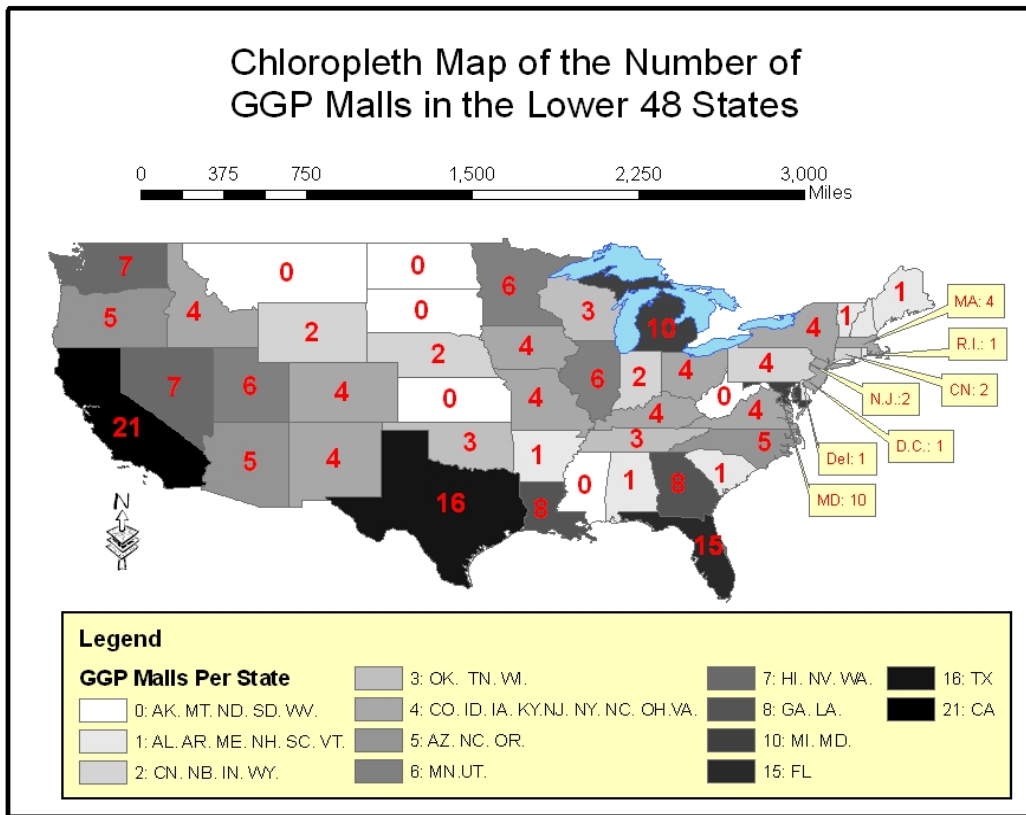 Chloropleth Map of the Number of
GGP Malls in the Lower 48 States
0 375 750 1,500 2,250 3,000
Miles
7 0 0 6 3 10 4 1 1
5 4 0
2 2 4 6 2 4 4
7 6 4 0 4 4 0 4
21 5 4 3 1 3 5
16 8 0 1 8 1
15
MA: 4
R.I.: 1
CN: 2
N.J.:2
D.C.: 1
Del: 1
MD: 10
N
Legend
GGP Malls Per State
0: AK. MT. ND. SD. WV.
1: AL. AR. ME. NH. SC. VT.
2: CN. NB. IN. WY.
3: OK. TN. WI.
4: CO. ID. IA. KY.NJ. NY. NC. OH.VA.
5: AZ. NC. OR.
6: MN.UT.
7: HI. NV. WA.
8: GA. LA.
10: MI. MD.
15: FL
16: TX
21: CA